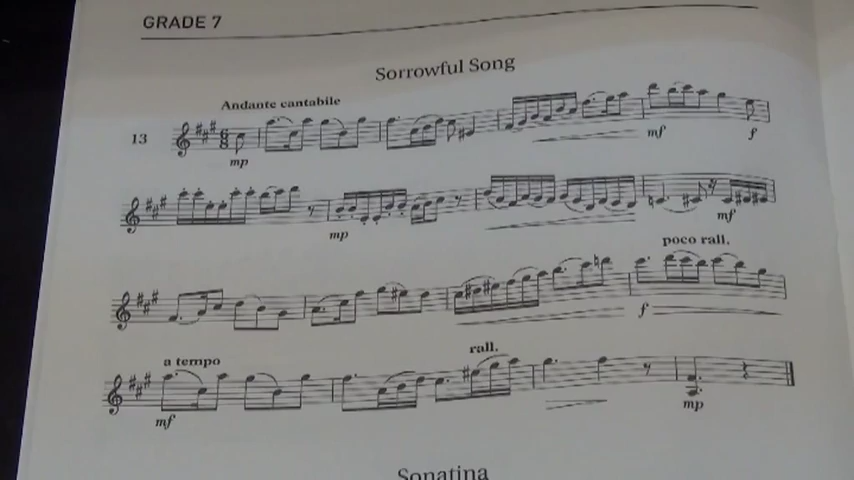 GRADE 7
Sorrowful Song
Andante cantabile
13
mp
mf
f
mp
mf
poco rall.
f
a tempo
rall.
mf
mp
Sonatina